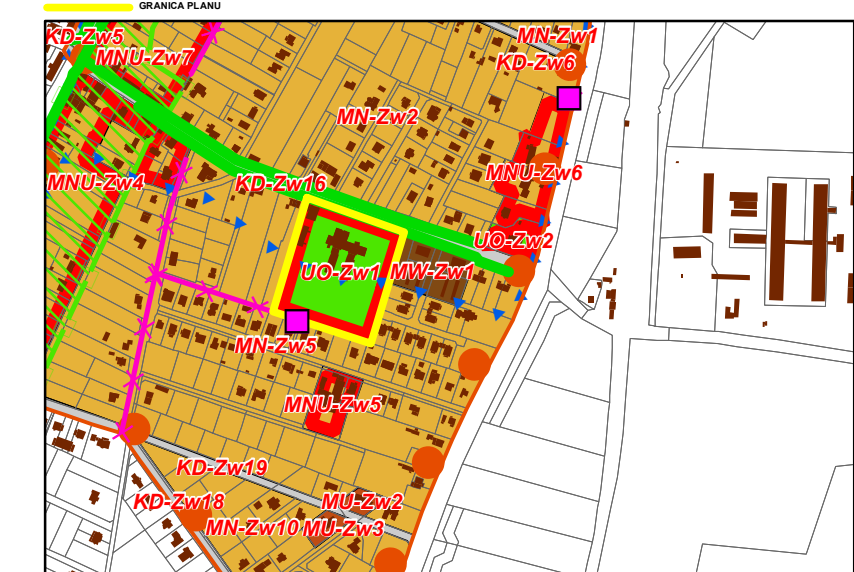 GRANICA PLANU
KD-Zw5
MN-Zw1
MNU-Zw7
KD-Zw6
MN-Zw2
MNU-Zw4
KD-Zw16
MNU-Zw6
UO-Zw2
UO-Zw1
MW-Zw1
MN-Zw5
MNU-Zw5
KD-Zw19
KD-Zw18
MU-Zw2
MN-Zw10
MU-Zw3